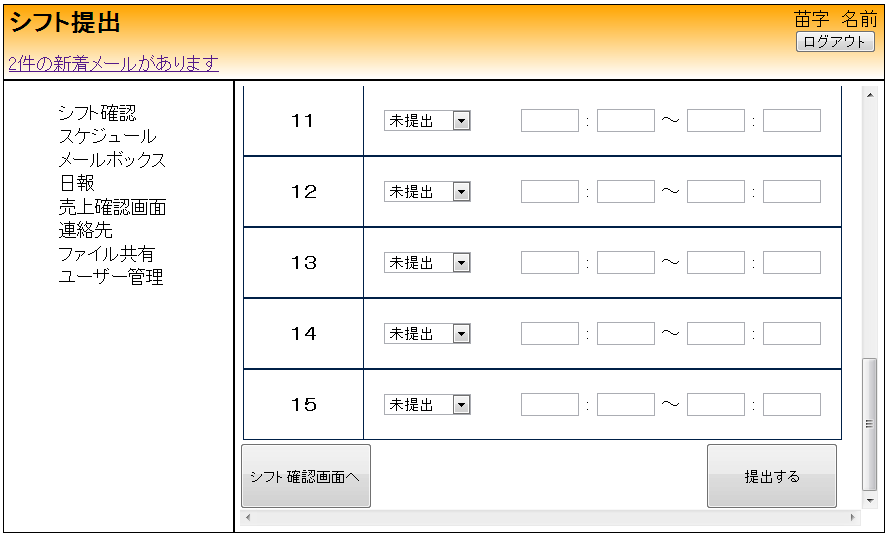 シフト提出
苗字 名前
ログアウト
2件の新着メールがあります
シフト確認
スケジュール
メールボックス
日報
売上確認画面
連絡先
ファイル共有
ユーザー管理
11 未提出 : ～ :
12 未提出 : ～ :
13 未提出 : ～ :
14 未提出 : ～ :
15 未提出 : ～ :
シフト確認画面へ
提出する